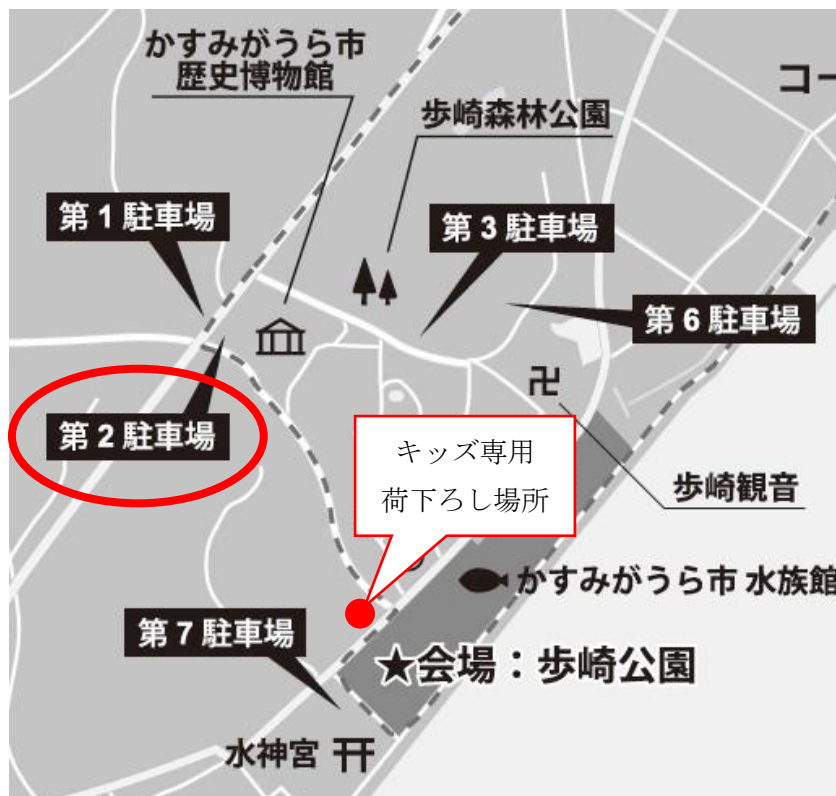 かすみがうら市
歴史博物館
コー
歩崎森林公園
第1駐車場
第3駐車場
第6駐車場
第2駐車場
キッズ専用
荷下ろし場所
歩崎観音
かすみがうら市 水族館
第7駐車場
★会場：歩崎公園
水神宮